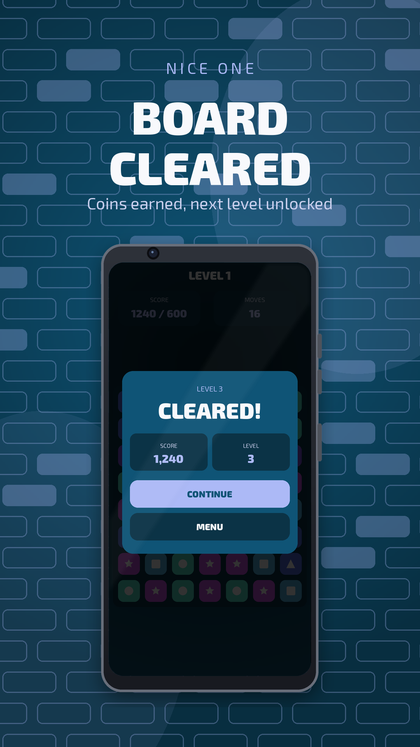 NICE ONE
BOARD
CLEARED
Coins earned, next level unlocked
LEVEL 1
SCORE
MOVES
1240 / 600
16
LEVEL 3
CLEARED!
SCORE
LEVEL
1,240
3
CONTINUE
MENU